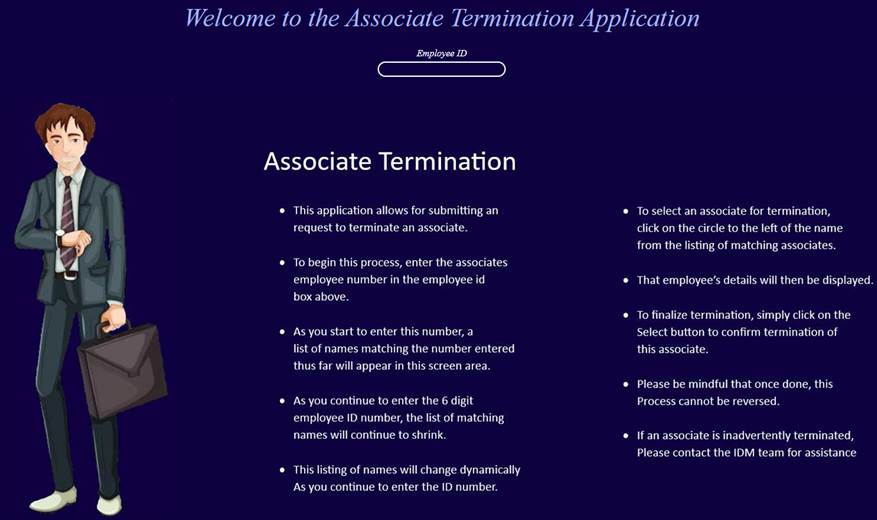 Welcome to the Associate Termination Application
Employee ID
Associate Termination
• This application allows for submitting an
request to terminate an associate.
• To begin this process, enter the associates
employee number in the employee id
box above.
• As you start to enter this number, a
list of names matching the number entered
thus far will appear in this screen area.
• As you continue to enter the 6 digit
employee ID number, the list of matching
names will continue to shrink.
• This listing of names will change dynamically
As you continue to enter the ID number.
• To select an associate for termination,
click on the circle to the left of the name
from the listing of matching associates.
• That employee’s details will then be displayed.
• To finalize termination, simply click on the
Select button to confirm termination of
this associate.
• Please be mindful that once done, this
Process cannot be reversed.
• If an associate is inadvertently terminated,
Please contact the IDM team for assistance